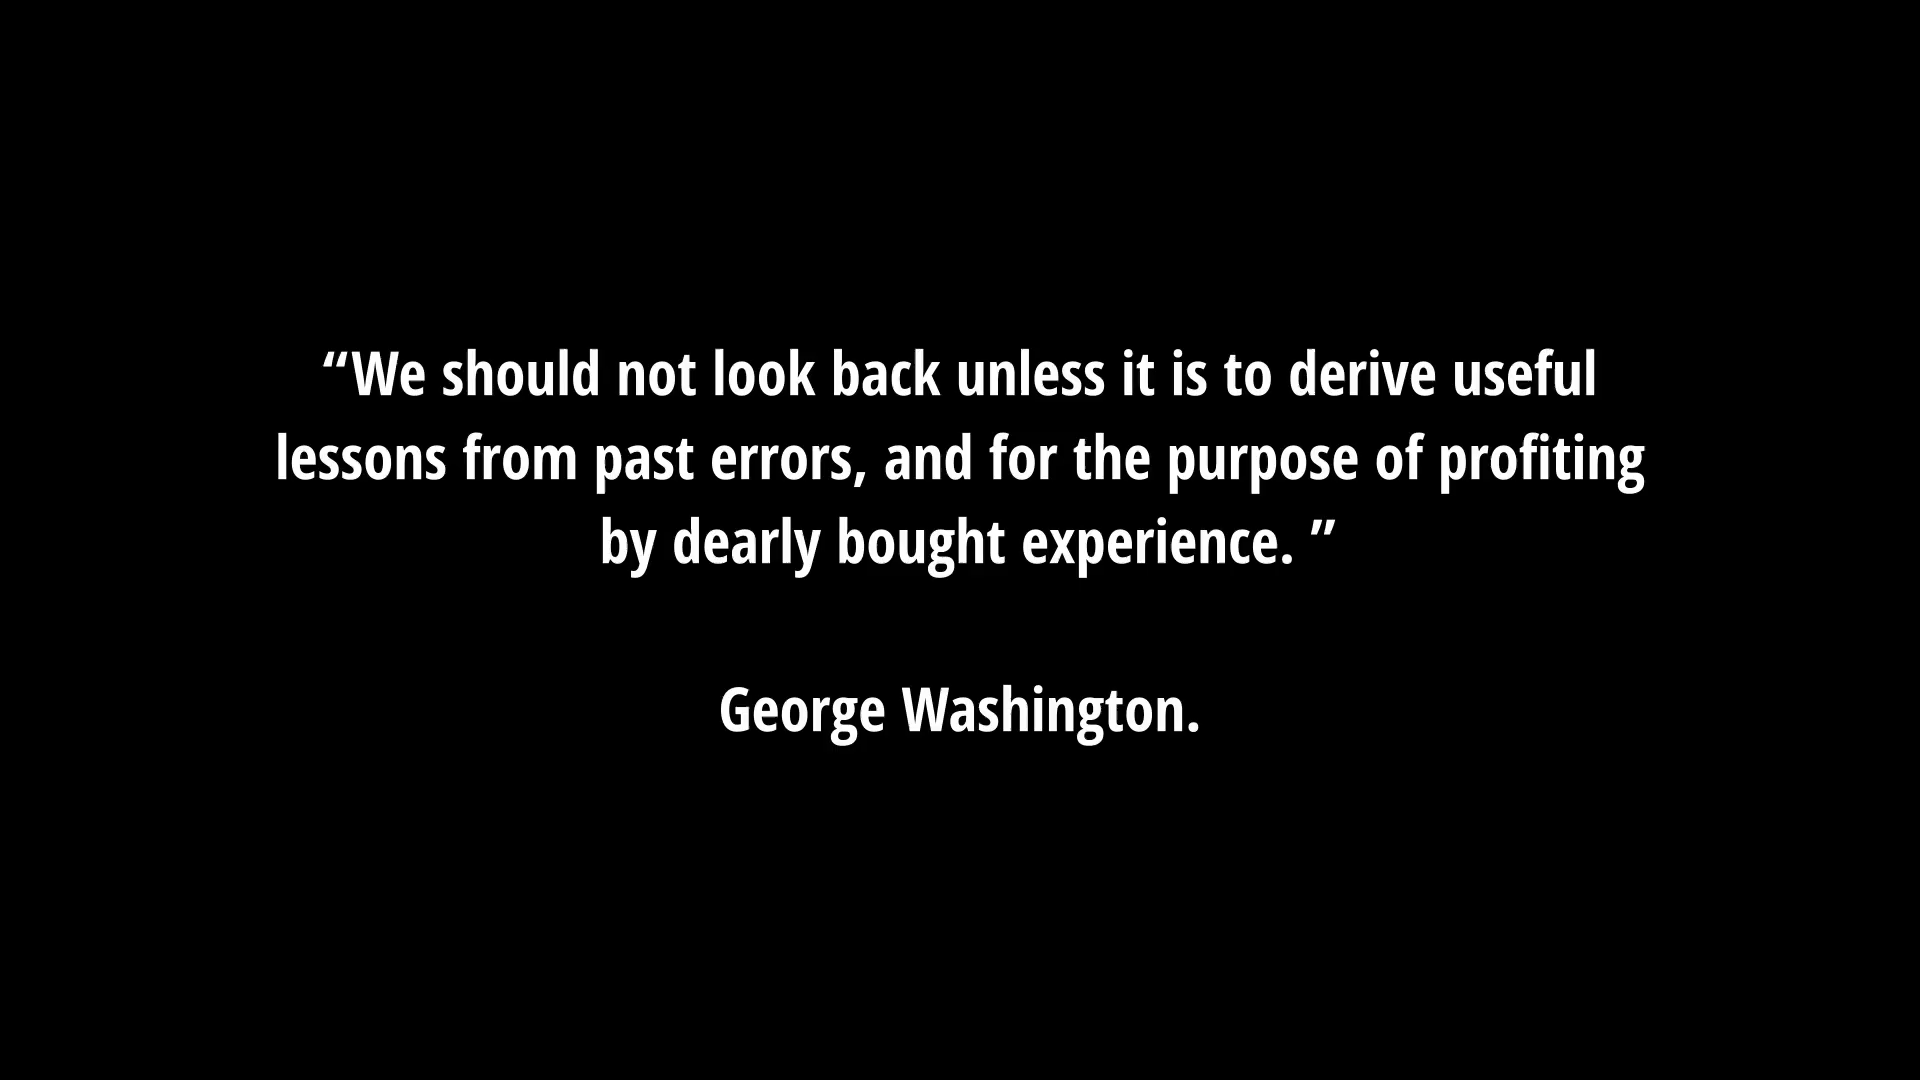 “We should not look back unless it is to derive useful
lessons from past errors, and for the purpose of profiting
by dearly bought experience. ”
George Washington.